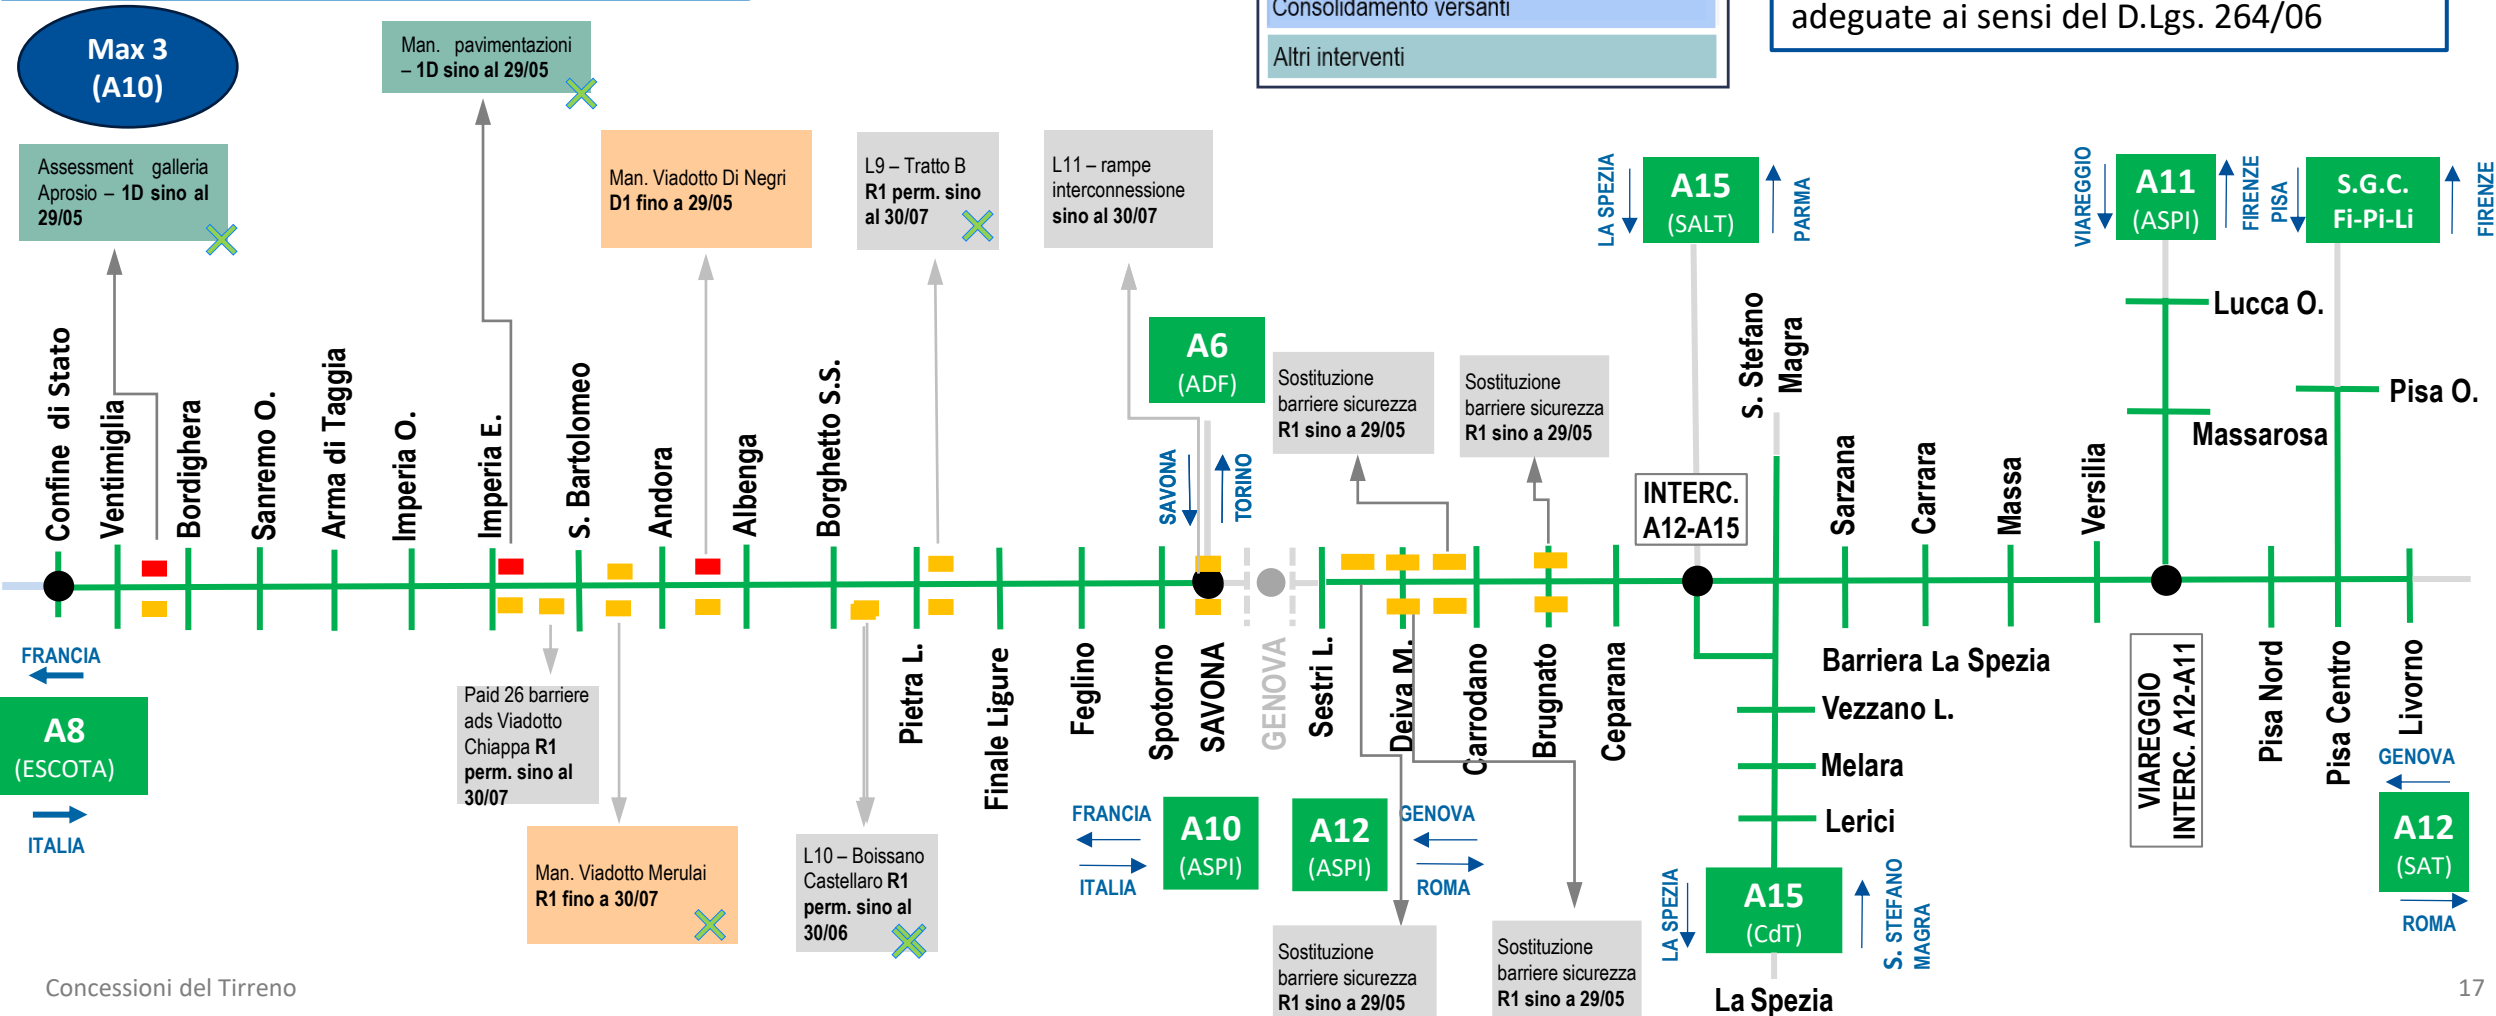 Consolidamento versanti
Altri interventi
adeguate ai sensi del D.Lgs. 264/06
Max 3
(A10)
Man. pavimentazioni
– 1D sino al 29/05
Assessment galleria
Aprosio – 1D sino al
29/05
Man. Viadotto Di Negri
D1 fino a 29/05
L9 – Tratto B
R1 perm. sino
al 30/07
L11 – rampe
interconnessione
sino al 30/07
LA SPEZIA
A15
(SALT)
PARMA
VIAREGGIO
A11
(ASPI)
FIRENZE
PISA
S.G.C.
Fi-Pi-Li
FIRENZE
Lucca O.
Massarosa
Pisa O.
A6
(ADF)
SAVONA
TORINO
Sostituzione
barriere sicurezza
R1 sino a 29/05
Sostituzione
barriere sicurezza
R1 sino a 29/05
INTERC.
A12-A15
S. Stefano
Magra
Confine di Stato
Ventimiglia
Bordighera
Sanremo O.
Arma di Taggia
Imperia O.
Imperia E.
S. Bartolomeo
Andora
Albenga
Borghetto S.S.
Pietra L.
Finale Ligure
Feglino
Spotorno
SAVONA
GENOVA
Sestri L.
Deiva M.
Carrodano
Brugnato
Ceparana
Sarzana
Carrara
Massa
Versilia
VIAREGGIO
INTERC. A12-A11
Pisa Nord
Pisa Centro
Livorno
Barriera La Spezia
Vezzano L.
Melara
Lerici
FRANCIA
A8
(ESCOTA)
ITALIA
Paid 26 barriere
ads Viadotto
Chiappa R1
perm. sino al
30/07
Man. Viadotto Merulai
R1 fino a 30/07
L10 – Boissano
Castellaro R1
perm. sino al
30/06
FRANCIA
ITALIA
A10
(ASPI)
A12
(ASPI)
GENOVA
ROMA
Sostituzione
barriere sicurezza
R1 sino a 29/05
Sostituzione
barriere sicurezza
R1 sino a 29/05
LA SPEZIA
A15
(CdT)
S. STEFANO
MAGRA
La Spezia
GENOVA
A12
(SAT)
ROMA
Concessioni del Tirreno
17